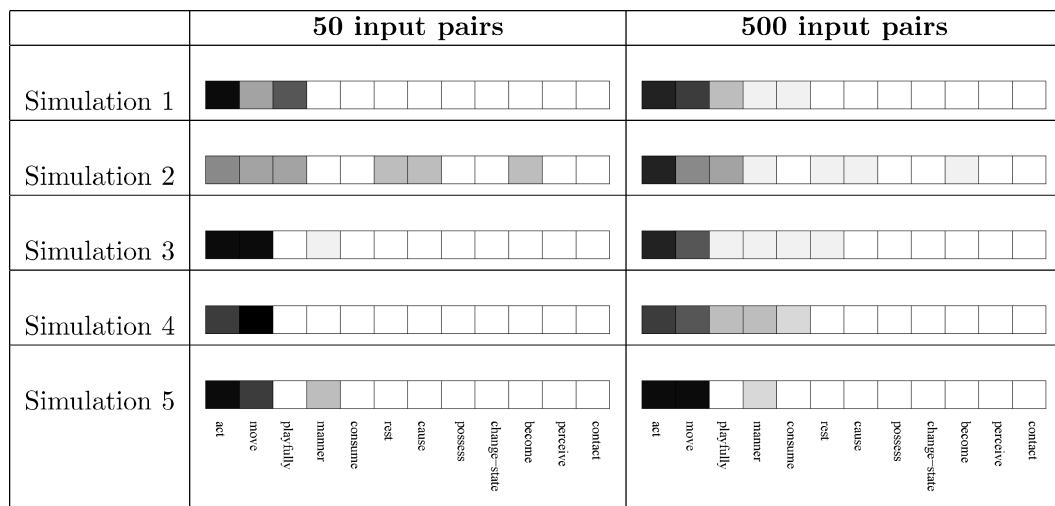 50 input pairs 500 input pairs
Simulation 1
Simulation 2
Simulation 3
Simulation 4
Simulation 5
act move playfully manner consume rest cause possess change–state become perceive contact act move playfully manner consume rest cause possess change–state become perceive contact